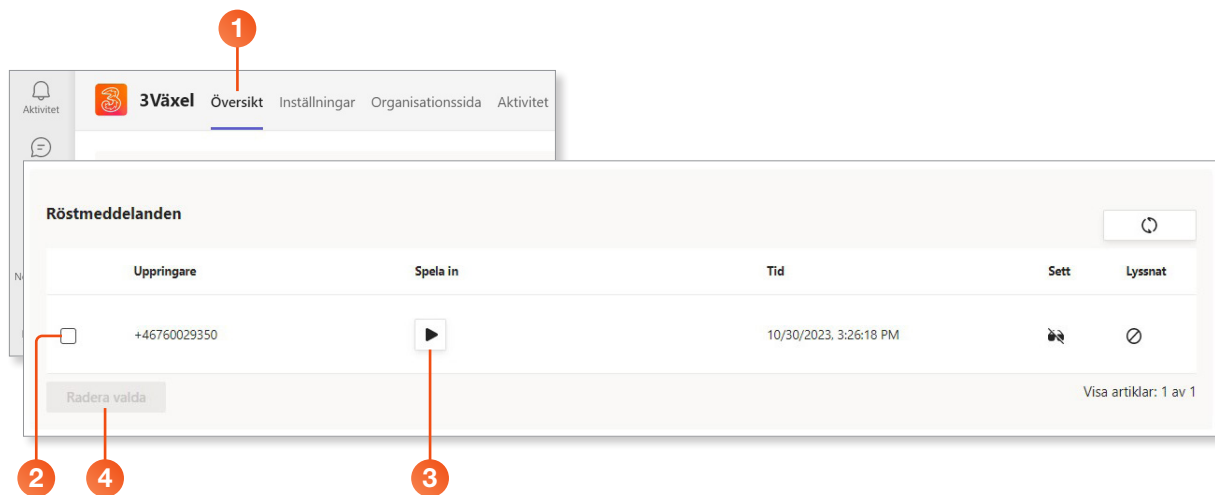 1
Aktivitet
3Växel Översikt Inställningar Organisationssida Aktivitet
Röstmeddelanden
Uppringare Spela in Tid Sett Lyssnat
+46760029350 10/30/2023, 3:26:18 PM
Radera valda
Visa artiklar: 1 av 1
2 4 3